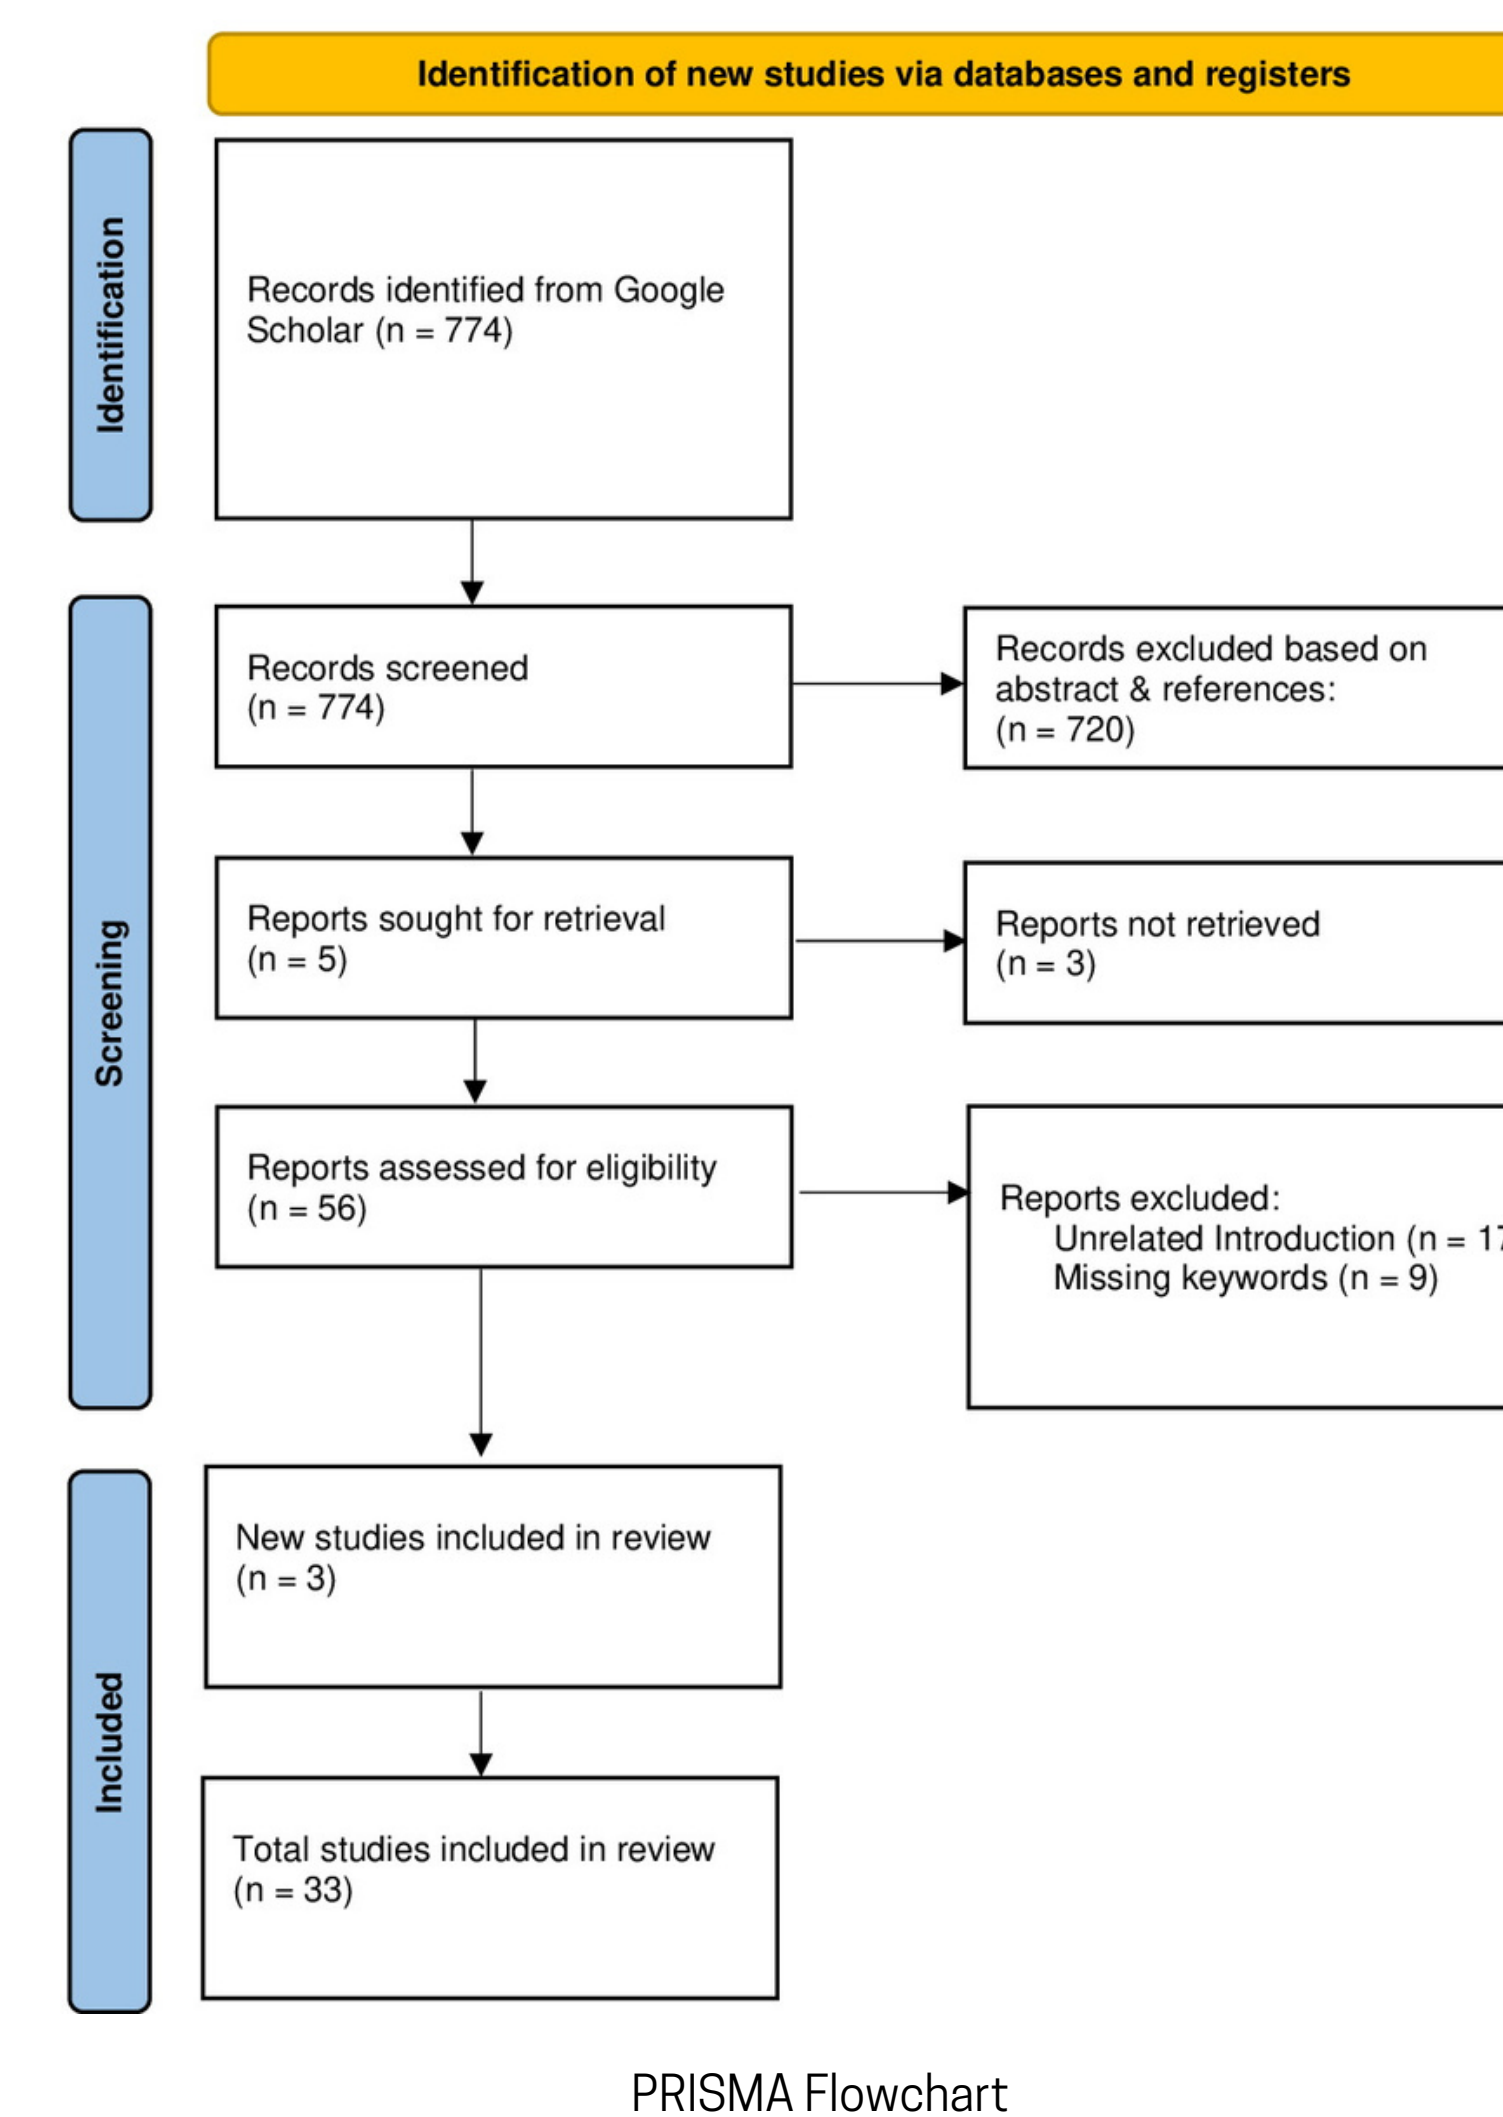 Identification of new studies via databases and registers
Identification
Records identified from Google
Scholar (n = 774)
Screening
Records screened
(n = 774)
Records excluded based on
abstract & references:
(n = 720)
Reports sought for retrieval
(n = 5)
Reports not retrieved
(n = 3)
Reports assessed for eligibility
(n = 56)
Reports excluded:
Unrelated Introduction (n = 17
Missing keywords (n = 9)
Included
New studies included in review
(n = 3)
Total studies included in review
(n = 33)
PRISMA Flowchart